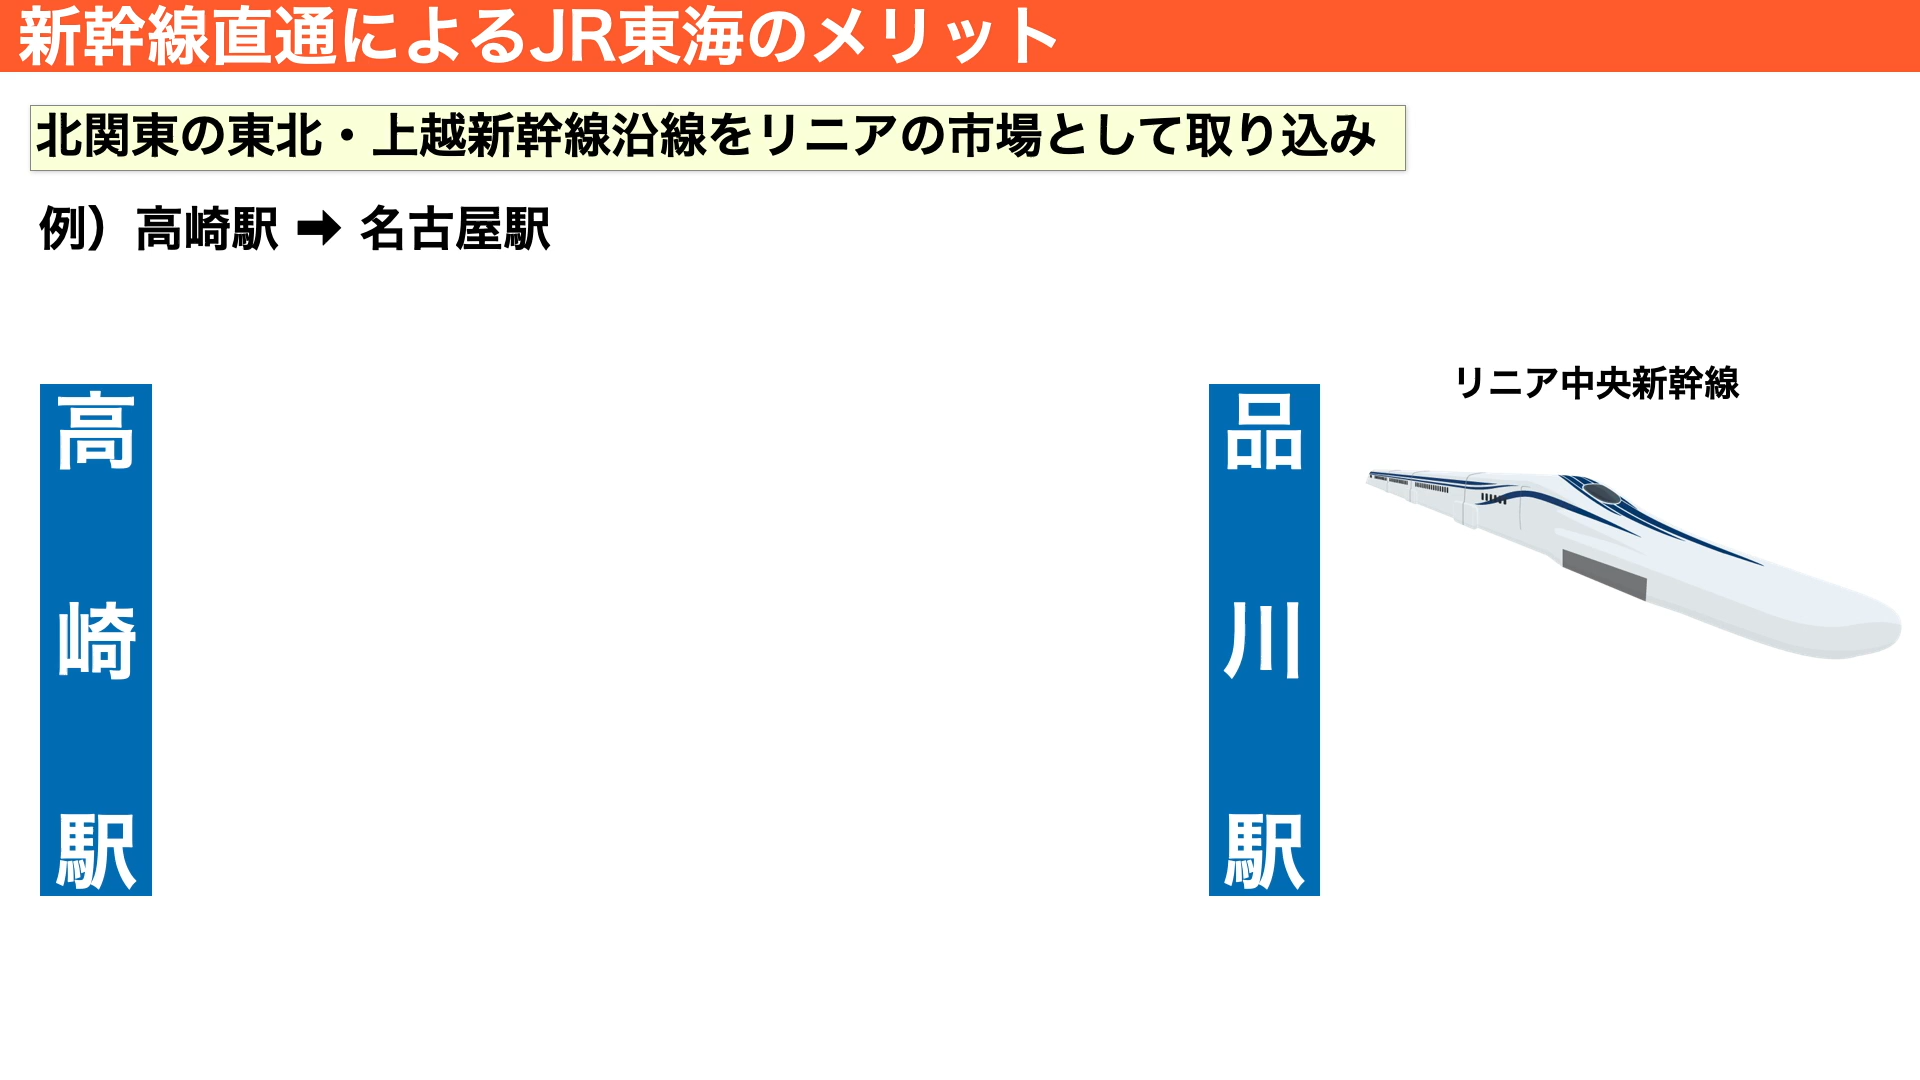 新幹線直通によるJR東海のメリット
北関東の東北・上越新幹線沿線をリニアの市場として取り込み
例）高崎駅 ➡ 名古屋駅
高崎駅
品川駅
リニア中央新幹線